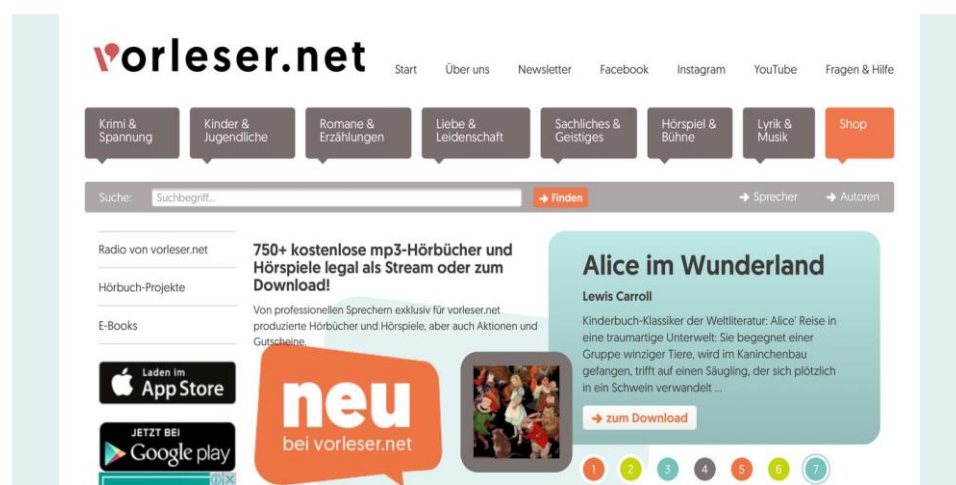 vorleser.net
Start Über uns Newsletter Facebook Instagram YouTube Fragen & Hilfe
Krimi &
Spannung
Kinder &
Jugendliche
Romane &
Erzählungen
Liebe &
Leidenschaft
Sachliches &
Geistiges
Hörspiel &
Bühne
Lyrik &
Musik
Shop
Suche: Suchbegriff... Finden Sprecher Autoren
Radio von vorleser.net
Hörbuch-Projekte
E-Books
Laden im
App Store
JETZT BEI
Google play
750+ kostenlose mp3-Hörbücher und
Hörspiele legal als Stream oder zum
Download!
Von professionellen Sprechern exklusiv für vorleser.net
produzierte Hörbücher und Hörspiele, aber auch Aktionen und
Gutscheine.
neu
bei vorleser.net
Alice im Wunderland
Lewis Carroll
Kinderbuch-Klassiker der Weltliteratur: Alice' Reise in
eine traumartige Unterwelt: Sie begegnet einer
Gruppe winziger Tiere, wird im Kaninchenbau
gefangen, trifft auf einen Säugling, der sich plötzlich
in ein Schwein verwandelt ...
zum Download
1 2 3 4 5 6 7